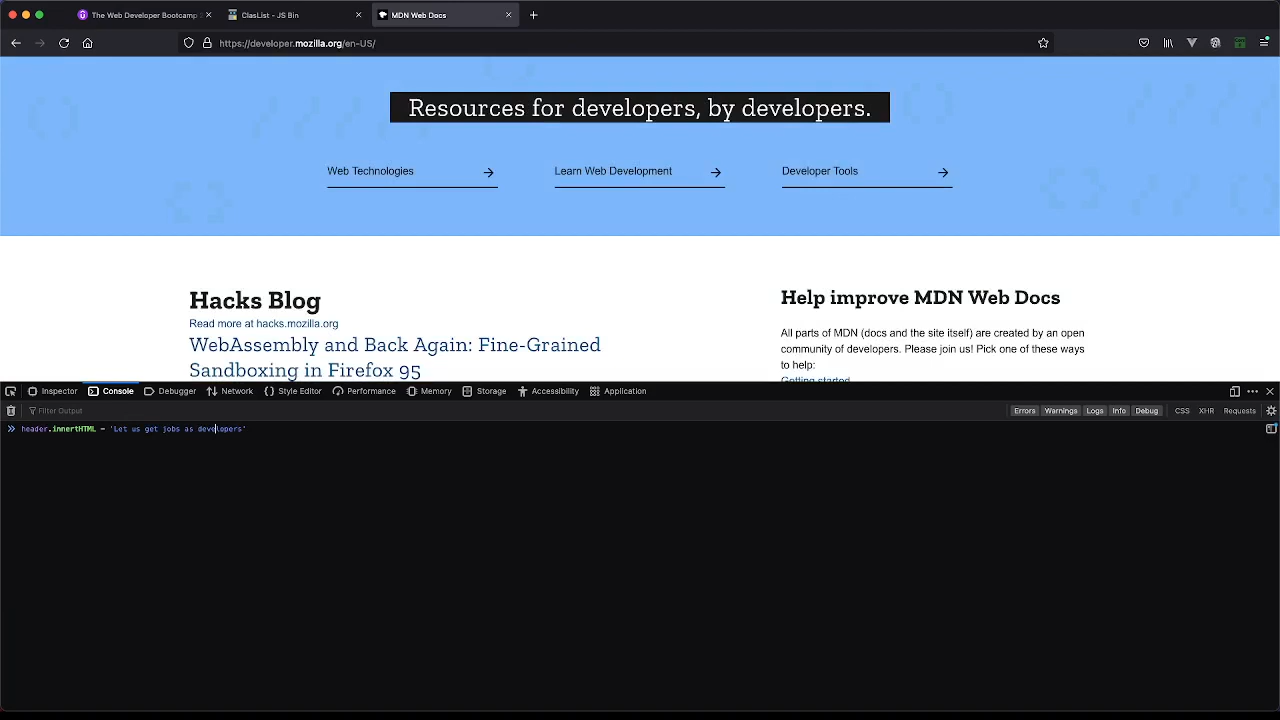 The Web Developer Bootcamp 2
ClasList - JS Bin
MDN Web Docs
https://developer.mozilla.org/en-US/
Resources for developers, by developers.
Web Technologies
Learn Web Development
Developer Tools
Hacks Blog
Read more at hacks.mozilla.org
WebAssembly and Back Again: Fine-Grained
Sandboxing in Firefox 95
Help improve MDN Web Docs
All parts of MDN (docs and the site itself) are created by an open
community of developers. Please join us! Pick one of these ways
to help:
Getting started
Inspector Console Debugger Network Style Editor Performance Memory Storage Accessibility Application
Filter Output
Errors Warnings Logs Info Debug CSS XHR Requests
header.innertHTML = 'Let us get jobs as developers'